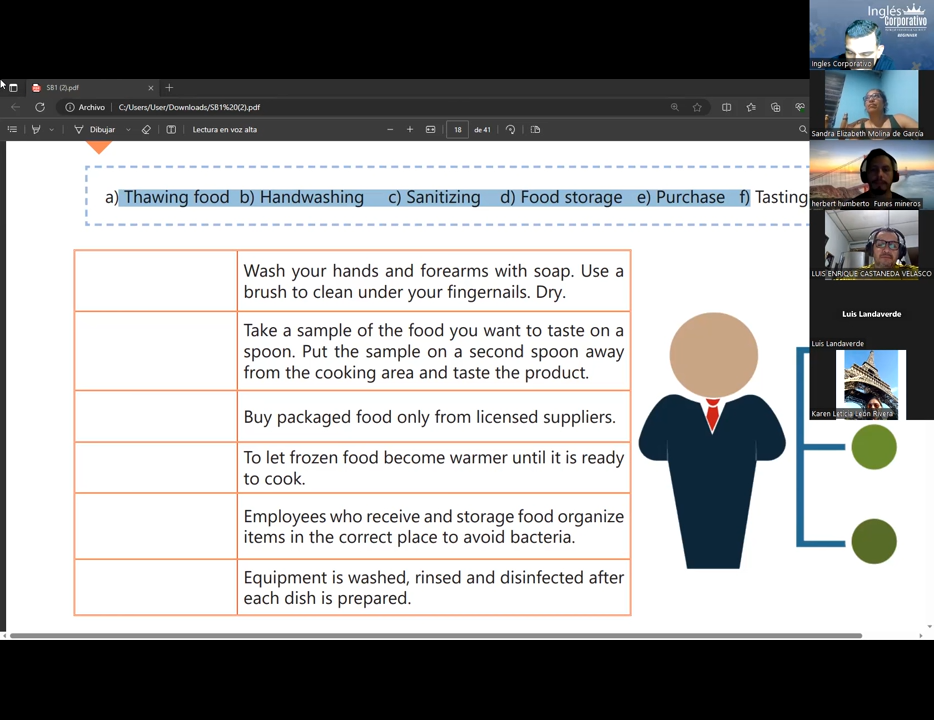 Inglés
Corporativo
BEGINNER
Ingles Corporativo
SB1 (2).pdf
Archivo C:/Users/User/Downloads/SB1%20(2).pdf
Dibujar Lectura en voz alta 18 de 41
Sandra Elizabeth Molina de García
a) Thawing food b) Handwashing c) Sanitizing d) Food storage e) Purchase f) Tasting
herbert humberto Funes mineros
Wash your hands and forearms with soap. Use a
brush to clean under your fingernails. Dry.
LUIS ENRIQUE CASTANEDA VELASCO
Take a sample of the food you want to taste on a
spoon. Put the sample on a second spoon away
from the cooking area and taste the product.
Luis Landaverde
Luis Landaverde
Buy packaged food only from licensed suppliers.
Karen Leticia León Rivera
To let frozen food become warmer until it is ready
to cook.
Employees who receive and storage food organize
items in the correct place to avoid bacteria.
Equipment is washed, rinsed and disinfected after
each dish is prepared.